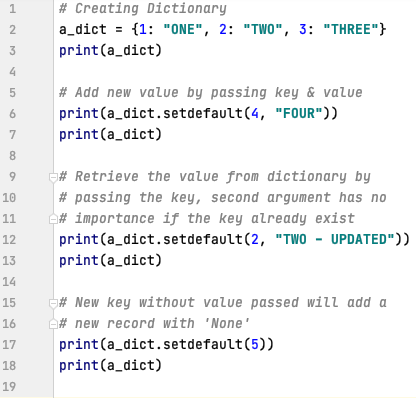 1 # Creating Dictionary
2 a_dict = {1: "ONE", 2: "TWO", 3: "THREE"}
3 print(a_dict)
4
5 # Add new value by passing key & value
6 print(a_dict.setdefault(4, "FOUR"))
7 print(a_dict)
8
9 # Retrieve the value from dictionary by
10 # passing the key, second argument has no
11 # importance if the key already exist
12 print(a_dict.setdefault(2, "TWO - UPDATED"))
13 print(a_dict)
14
15 # New key without value passed will add a
16 # new record with 'None'
17 print(a_dict.setdefault(5))
18 print(a_dict)
19